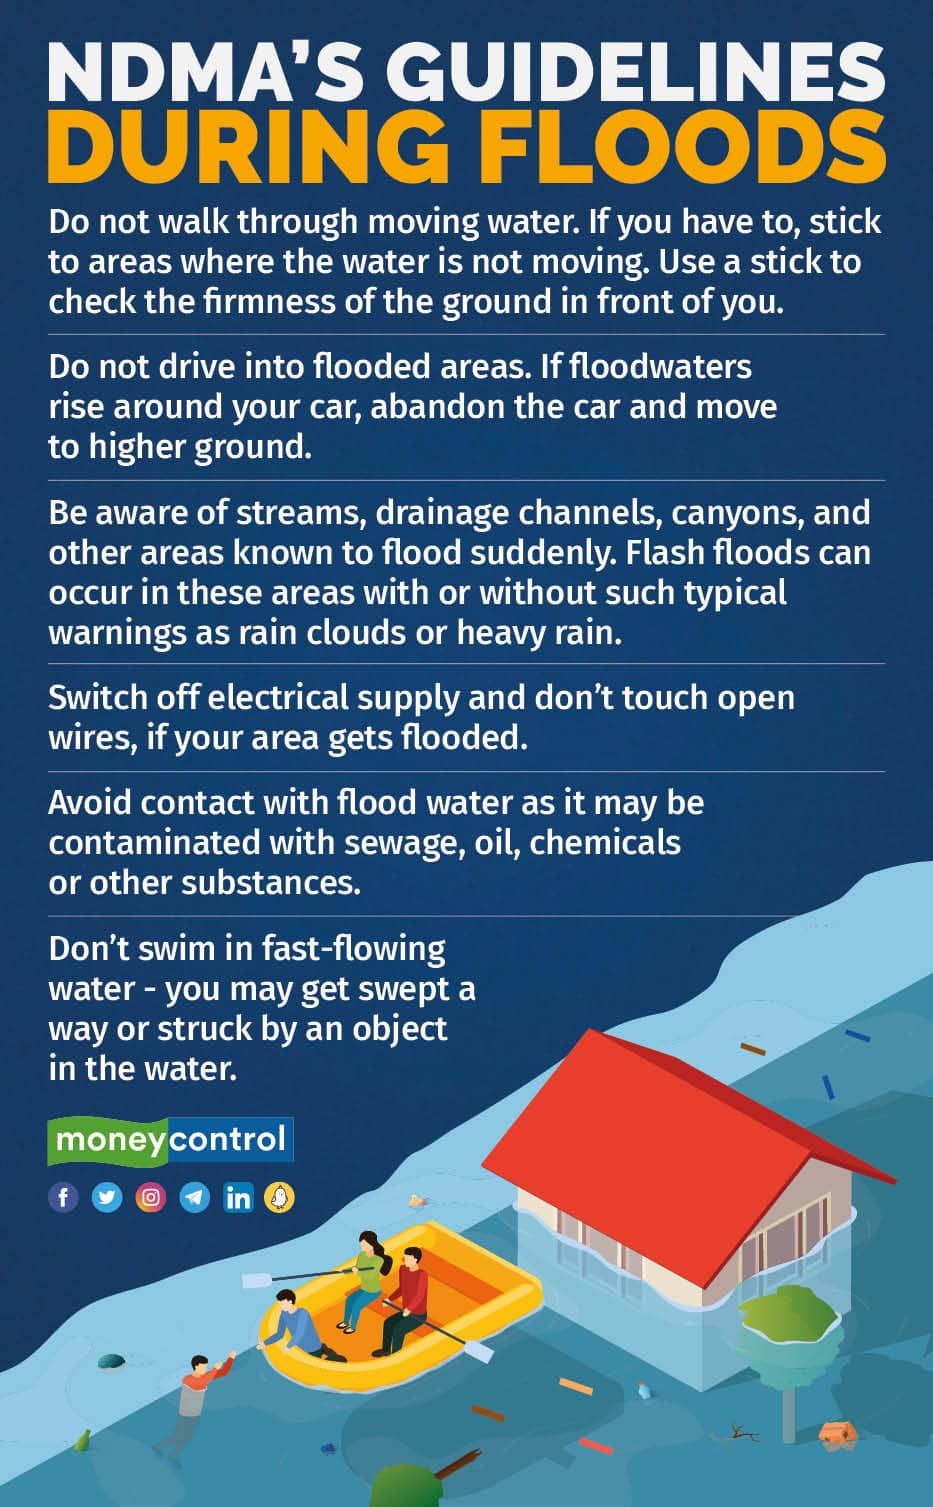 NDMA'S GUIDELINES
DURING FLOODS
Do not walk through moving water. If you have to, stick
to areas where the water is not moving. Use a stick to
check the firmness of the ground in front of you.
Do not drive into flooded areas. If floodwaters
rise around your car, abandon the car and move
to higher ground.
Be aware of streams, drainage channels, canyons, and
other areas known to flood suddenly. Flash floods can
occur in these areas with or without such typical
warnings as rain clouds or heavy rain.
Switch off electrical supply and don't touch open
wires, if your area gets flooded.
Avoid contact with flood water as it may be
contaminated with sewage, oil, chemicals
or other substances.
Don't swim in fast-flowing
water - you may get swept a
way or struck by an object
in the water.
moneycontrol
f in